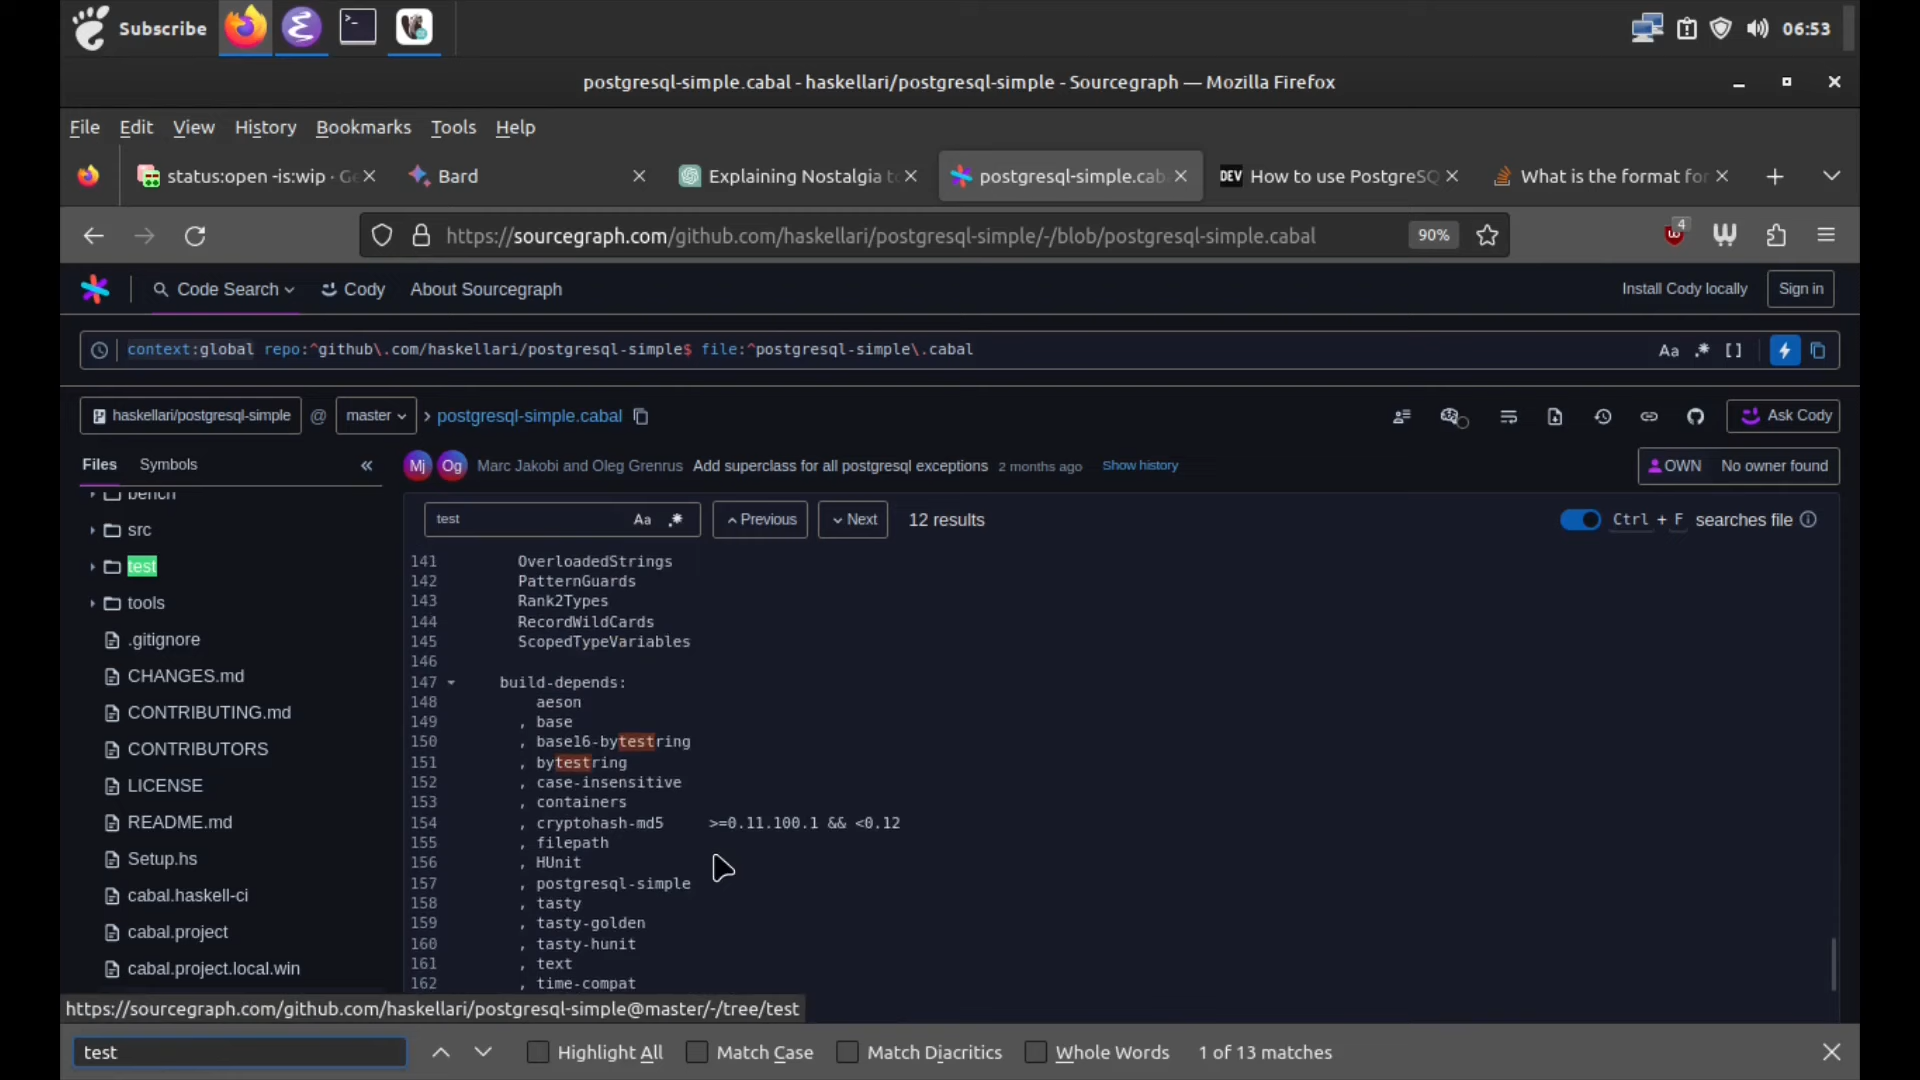 Subscribe
06:53
postgresql-simple.cabal - haskellari/postgresql-simple - Sourcegraph — Mozilla Firefox
File Edit View History Bookmarks Tools Help
status:open -is:wip · Ge
Bard
Explaining Nostalgia to
postgresql-simple.cab
DEV How to use PostgreSQ
What is the format for
https://sourcegraph.com/github.com/haskellari/postgresql-simple/-/blob/postgresql-simple.cabal
90%
4
Code Search Cody About Sourcegraph
Install Cody locally Sign in
context:global repo:^github\.com/haskellari/postgresql-simple$ file:^postgresql-simple\.cabal
Aa .* []
haskellari/postgresql-simple @ master > postgresql-simple.cabal
Ask Cody
Files Symbols «
Mj Og Marc Jakobi and Oleg Grenrus Add superclass for all postgresql exceptions 2 months ago Show history
OWN No owner found
bench
src
test
tools
.gitignore
CHANGES.md
CONTRIBUTING.md
CONTRIBUTORS
LICENSE
README.md
Setup.hs
cabal.haskell-ci
cabal.project
cabal.project.local.win
test Aa .* Previous Next 12 results
Ctrl + F searches file
141 OverloadedStrings
142 PatternGuards
143 Rank2Types
144 RecordWildCards
145 ScopedTypeVariables
146
147 build-depends:
148 aeson
149 , base
150 , base16-bytestring
151 , bytestring
152 , case-insensitive
153 , containers
154 , cryptohash-md5 >=0.11.100.1 && <0.12
155 , filepath
156 , HUnit
157 , postgresql-simple
158 , tasty
159 , tasty-golden
160 , tasty-hunit
161 , text
162 , time-compat
https://sourcegraph.com/github.com/haskellari/postgresql-simple@master/-/tree/test
test
Highlight All Match Case Match Diacritics Whole Words 1 of 13 matches